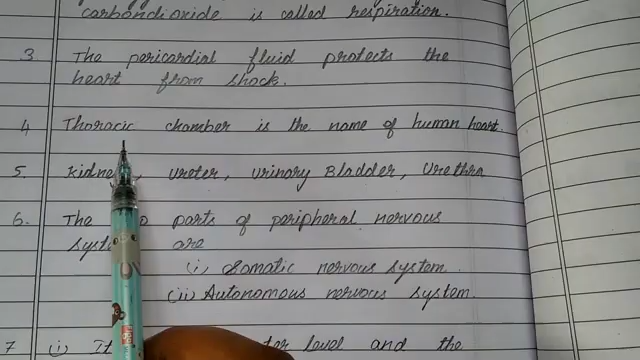 carbondioxide is called respiration.
3 The pericardial fluid protects the
heart from shock.
4 Thoracic chamber is the name of human heart.
5. Kidney, Ureter, Urinary Bladder, Urethra
6. The parts of peripheral nervous
system are
(i) Somatic nervous system
(ii) Autonomous nervous system.
7 (i) It level and the